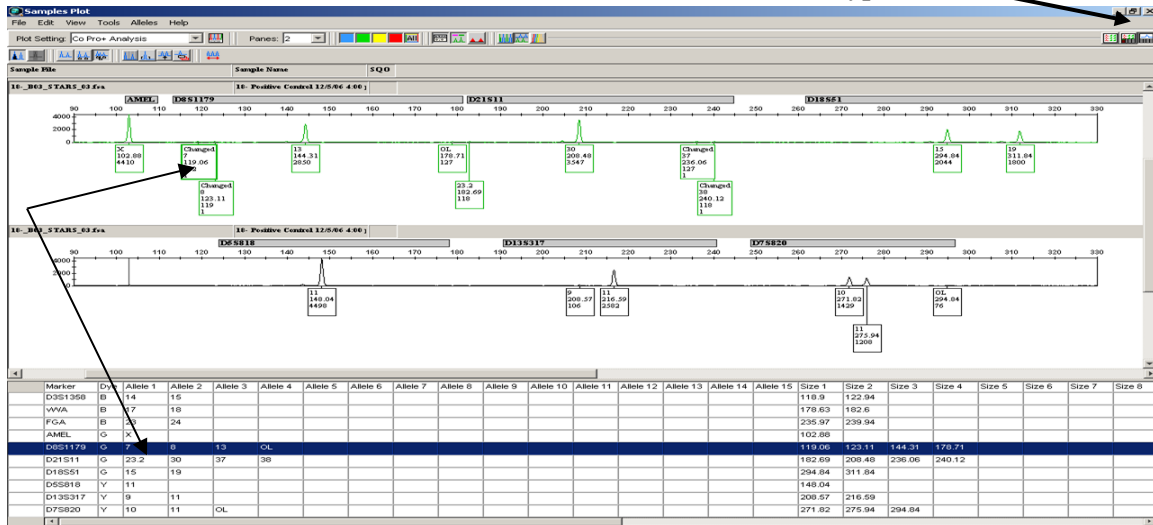 Samples Plot
File Edit View Tools Alleles Help
Plot Setting: Co Pro+ Analysis Panes: 2 All
Sample File Sample Name SQO
18-_B03_STARS_03.fsa 18- Positive Control 12/5/06 4:00 j
AMEL D8S1179 D21S11 D18S51
90 100 110 120 130 140 150 160 170 180 190 200 210 220 230 240 250 260 270 280 290 300 310 320 330
4000
2000
0
X
102.88
4410
Changed
7
119.06
1
Changed
8
123.11
119
1
13
144.31
2850
OL
178.71
127
23.2
182.69
118
30
208.48
3547
Changed
37
236.06
127
1
Changed
38
240.12
118
1
15
294.84
2044
19
311.84
1800
18-_B03_STARS_03.fsa 18- Positive Control 12/5/06 4:00 j
D5S818 D13S317 D7S820
90 100 110 120 130 140 150 160 170 180 190 200 210 220 230 240 250 260 270 280 290 300 310 320 330
4000
2000
0
11
148.04
4498
9
208.57
106
11
216.59
2582
10
271.82
1429
11
275.94
1208
OL
294.84
76
Marker Dye Allele 1 Allele 2 Allele 3 Allele 4 Allele 5 Allele 6 Allele 7 Allele 8 Allele 9 Allele 10 Allele 11 Allele 12 Allele 13 Allele 14 Allele 15 Size 1 Size 2 Size 3 Size 4 Size 5 Size 6 Size 7 Size 8
D3S1358 B 14 15 118.9 122.94
vWA B 17 18 178.63 182.6
FGA B 23 24 235.97 239.94
AMEL G X 102.88
D8S1179 G 7 8 13 OL 119.06 123.11 144.31 178.71
D21S11 G 23.2 30 37 38 182.69 208.48 236.06 240.12
D18S51 G 15 19 294.84 311.84
D5S818 Y 11 148.04
D13S317 Y 9 11 208.57 216.59
D7S820 Y 10 11 OL 271.82 275.94 294.84